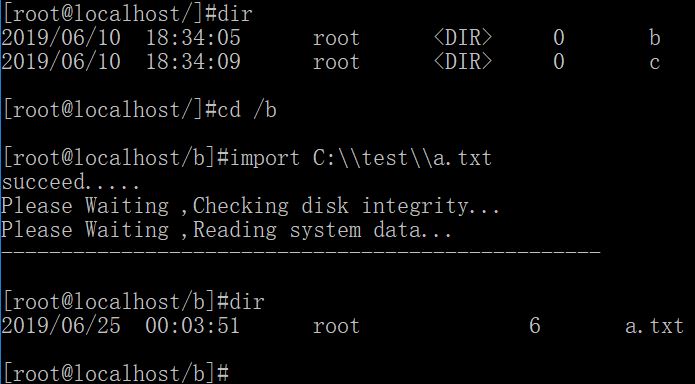 [root@localhost/]#dir
2019/06/10  18:34:05      root      <DIR>     0       b
2019/06/10  18:34:09      root      <DIR>     0       c
[root@localhost/]#cd /b
[root@localhost/b]#import C:\\test\\a.txt
succeed.....
Please Waiting ,Checking disk integrity...
Please Waiting ,Reading system data...
--------------------------------------------------
[root@localhost/b]#dir
2019/06/25  00:03:51      root              6       a.txt
[root@localhost/b]#